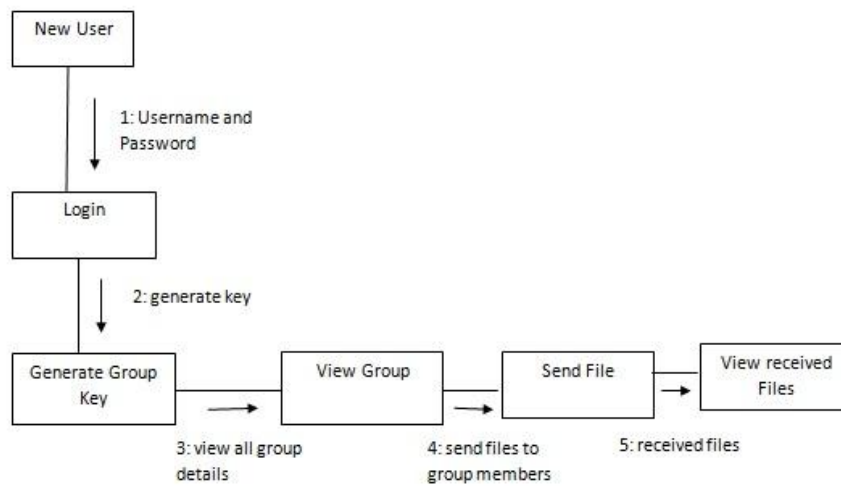 New User
1: Username and
Password
Login
2: generate key
Generate Group
Key
View Group
Send File
View received
Files
3: view all group
details
4: send files to
group members
5: received files